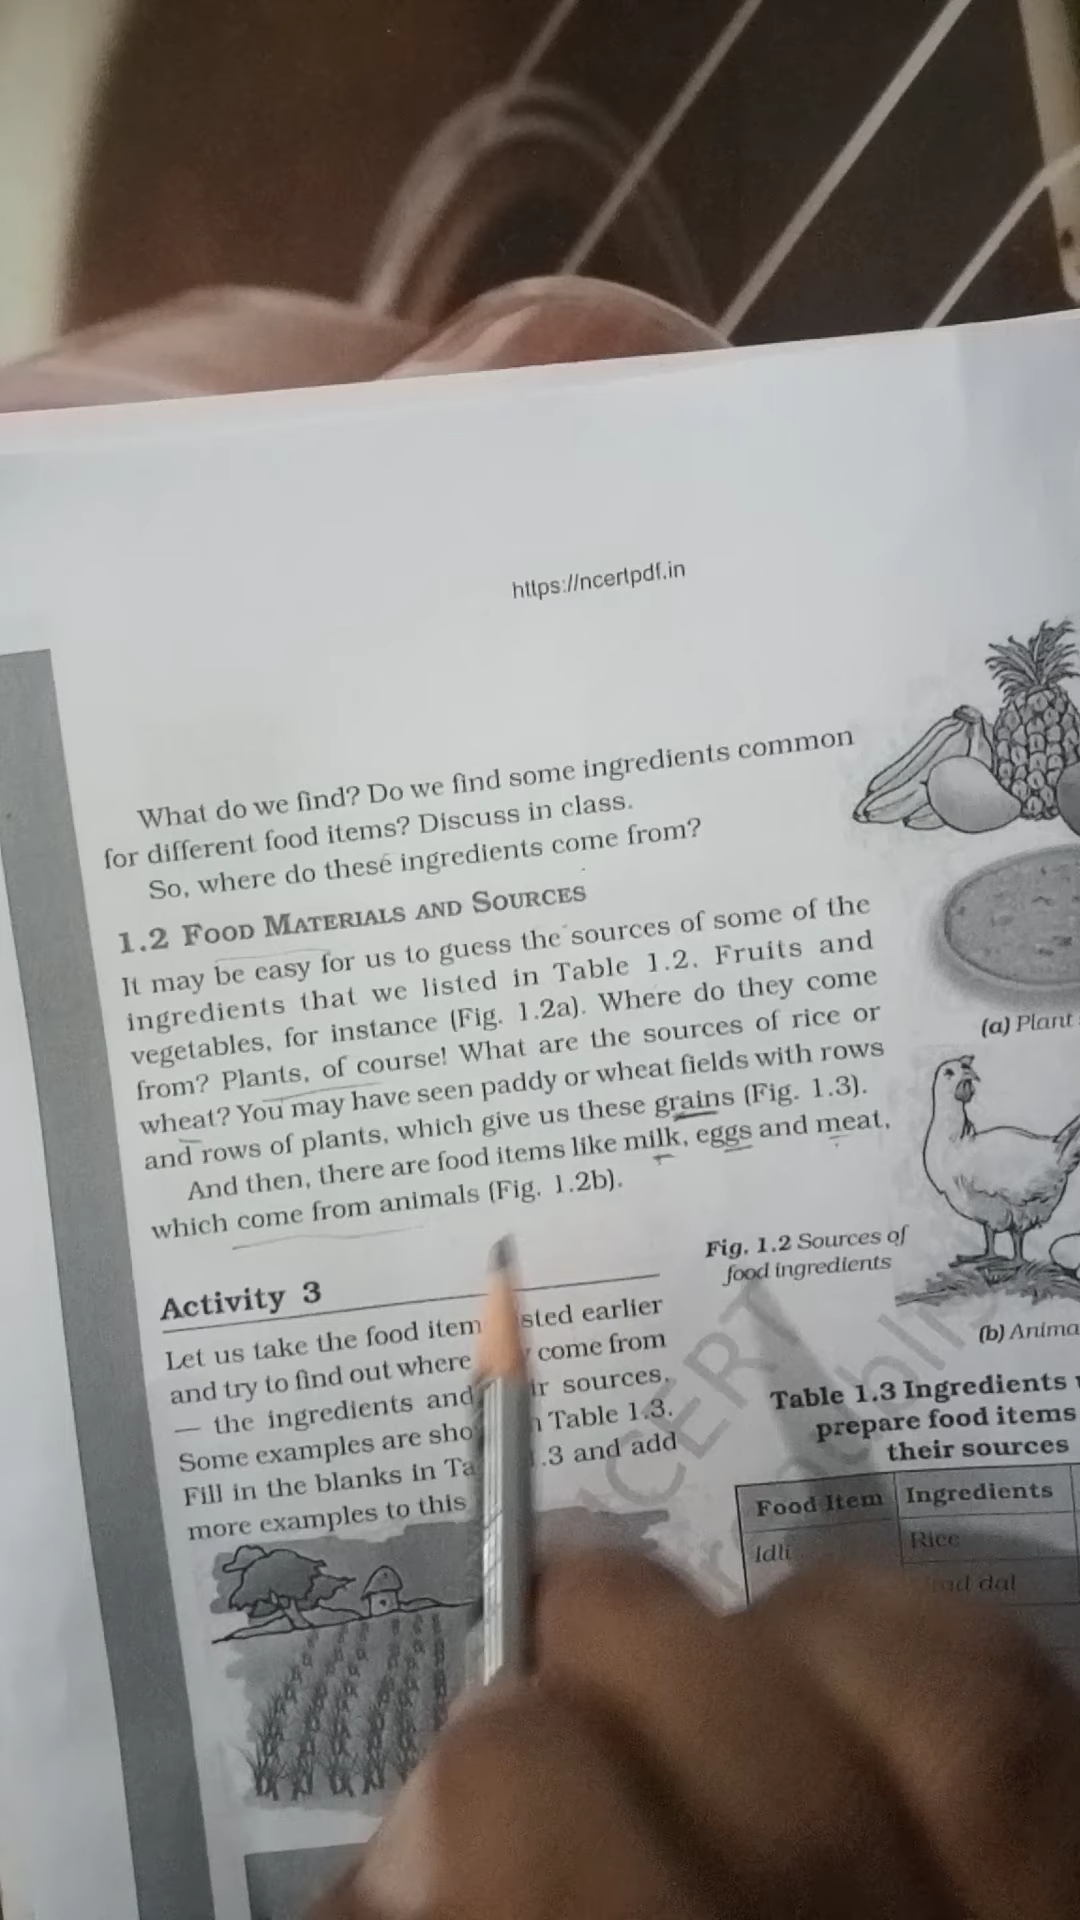 https://ncertpdf.in
What do we find? Do we find some ingredients common
for different food items? Discuss in class.
So, where do these ingredients come from?
1.2 FOOD MATERIALS AND SOURCES
It may be easy for us to guess the sources of some of the
ingredients that we listed in Table 1.2. Fruits and
vegetables, for instance (Fig. 1.2a). Where do they come
from? Plants, of course! What are the sources of rice or
wheat? You may have seen paddy or wheat fields with rows
and rows of plants, which give us these grains (Fig. 1.3).
And then, there are food items like milk, eggs and meat,
which come from animals (Fig. 1.2b).
Activity 3
Let us take the food item sted earlier
and try to find out where come from
— the ingredients and ir sources.
Some examples are sho Table 1.3.
Fill in the blanks in Ta .3 and add
more examples to this
(a) Plant
Fig. 1.2 Sources of
food ingredients
(b) Anima
Table 1.3 Ingredients
prepare food items
their sources
Food Item Ingredients
Idli Rice
dal
NCERT